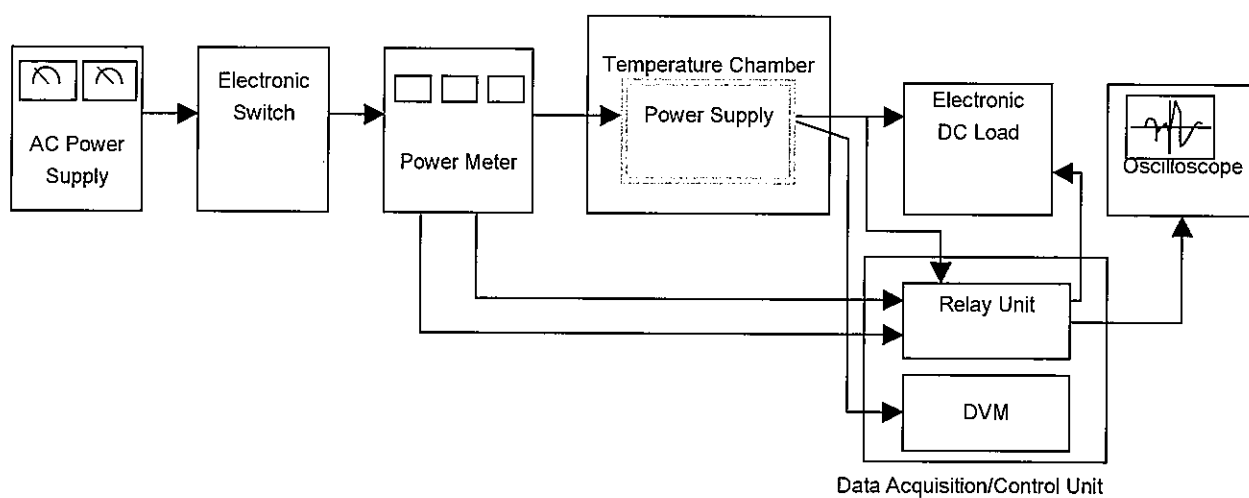 AC Power
Supply
Electronic
Switch
Power Meter
Temperature Chamber
Power Supply
Electronic
DC Load
Oscilloscope
Relay Unit
DVM
Data Acquisition/Control Unit